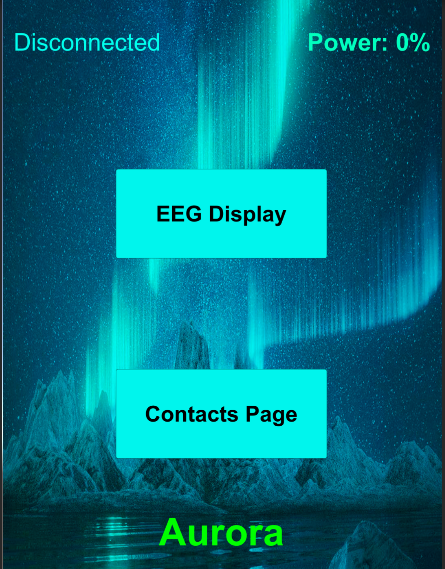 Disconnected Power: 0%
EEG Display
Contacts Page
Aurora